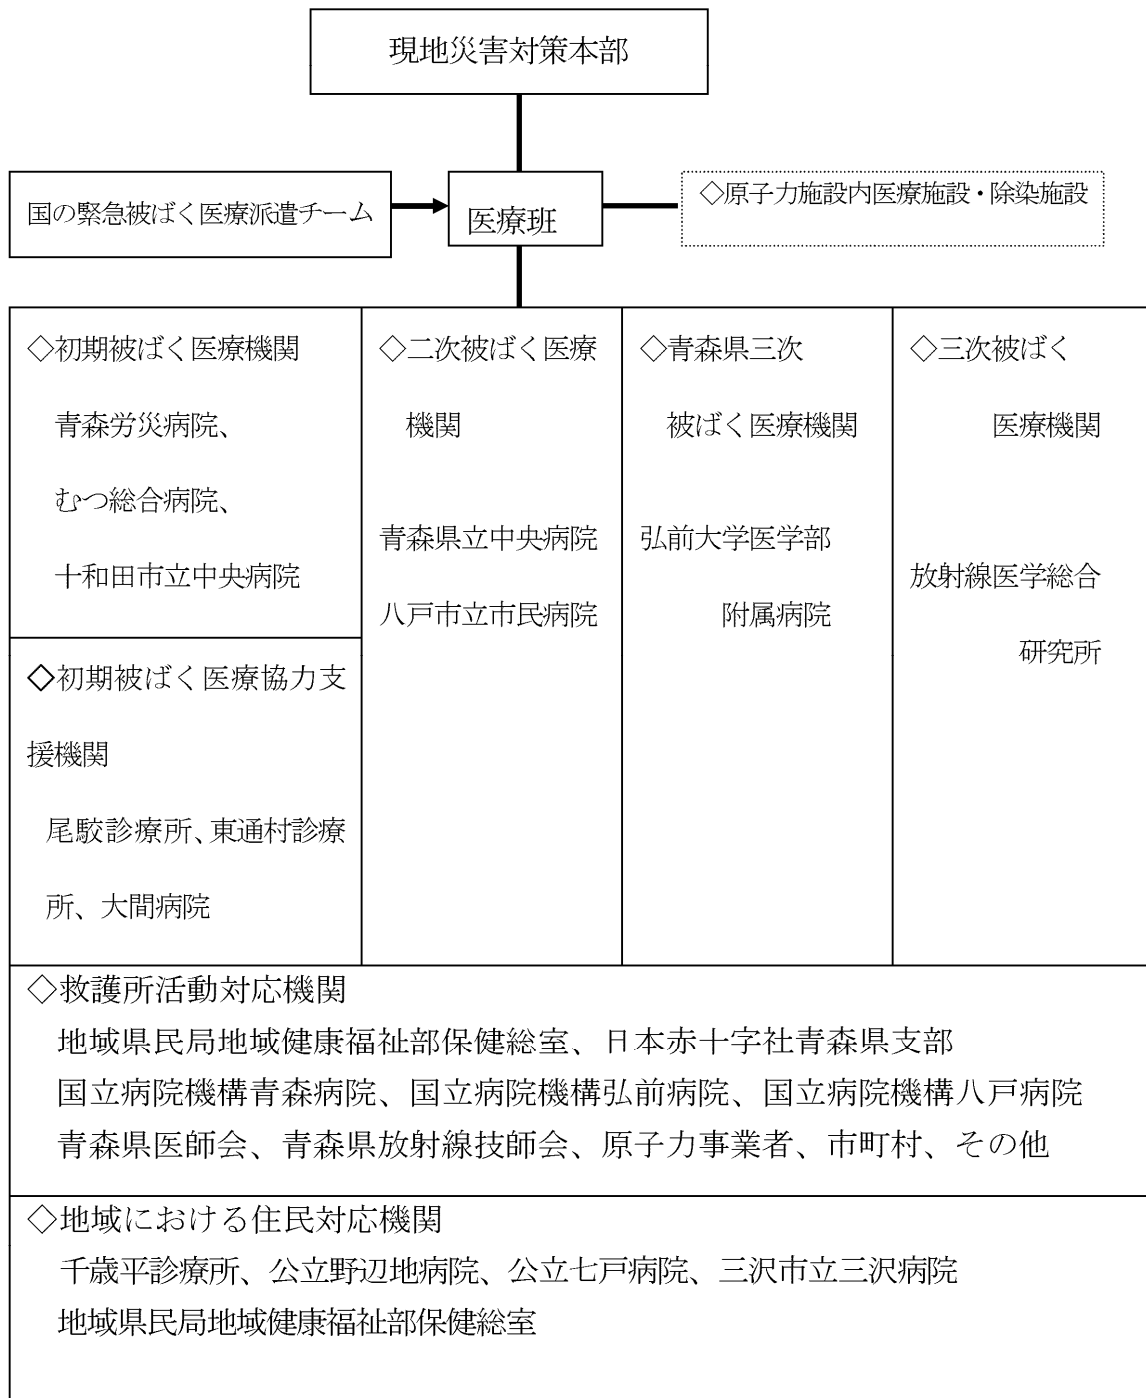 現地災害対策本部
国の緊急被ばく医療派遣チーム
医療班
◇原子力施設内医療施設・除染施設
◇初期被ばく医療機関
青森労災病院、
むつ総合病院、
十和田市立中央病院
◇初期被ばく医療協力支
援機関
尾駮診療所、東通村診療
所、大間病院
◇二次被ばく医療
機関
青森県立中央病院
八戸市立市民病院
◇青森県三次
被ばく医療機関
弘前大学医学部
附属病院
◇三次被ばく
医療機関
放射線医学総合
研究所
◇救護所活動対応機関
地域県民局地域健康福祉部保健総室、日本赤十字社青森県支部
国立病院機構青森病院、国立病院機構弘前病院、国立病院機構八戸病院
青森県医師会、青森県放射線技師会、原子力事業者、市町村、その他
◇地域における住民対応機関
千歳平診療所、公立野辺地病院、公立七戸病院、三沢市立三沢病院
地域県民局地域健康福祉部保健総室